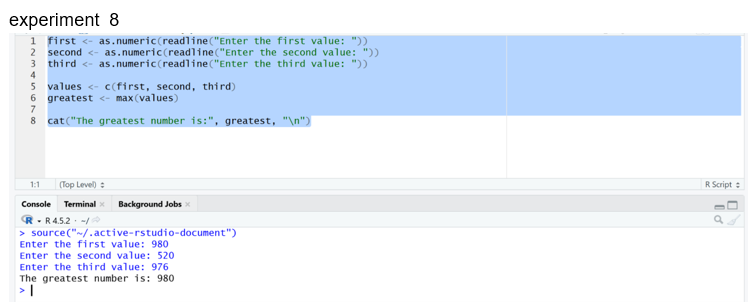 experiment 8
1 first <- as.numeric(readline("Enter the first value: "))
2 second <- as.numeric(readline("Enter the second value: "))
3 third <- as.numeric(readline("Enter the third value: "))
4
5 values <- c(first, second, third)
6 greatest <- max(values)
7
8 cat("The greatest number is:", greatest, "\n")
1:1 (Top Level) R Script
Console Terminal × Background Jobs ×
R 4.5.2 · ~/
> source("~/.active-rstudio-document")
Enter the first value: 980
Enter the second value: 520
Enter the third value: 976
The greatest number is: 980
>